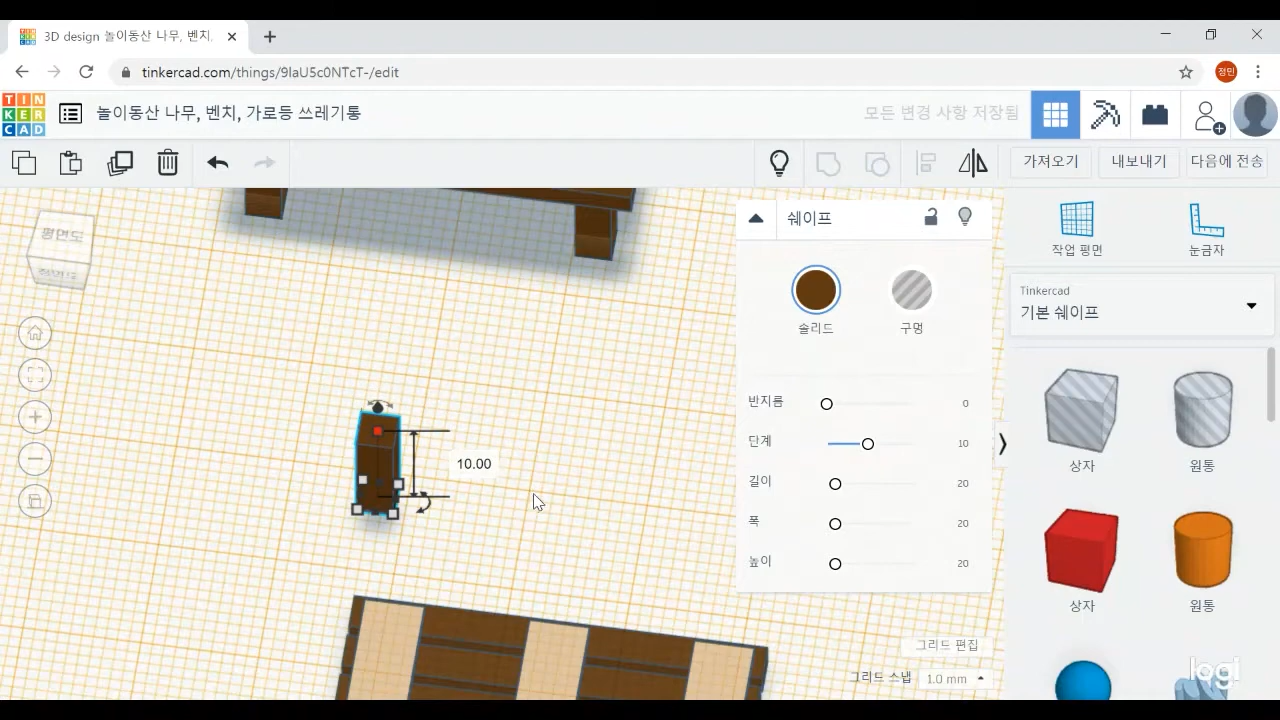 3D design 놀이동산 나무, 벤치,
tinkercad.com/things/9IaU5c0NTcT-/edit
정민
TIN
KER
CAD
놀이동산 나무, 벤치, 가로등 쓰레기통
모든 변경 사항 저장됨
가져오기
내보내기
다음에 전송
평면도
정면도
쉐이프
작업 평면
눈금자
솔리드
구멍
Tinkercad
기본 쉐이프
반지름 0
단계 10
길이 20
폭 20
높이 20
10.00
상자
원통
상자
원통
그리드 편집
그리드 스냅 1.0 mm
logi